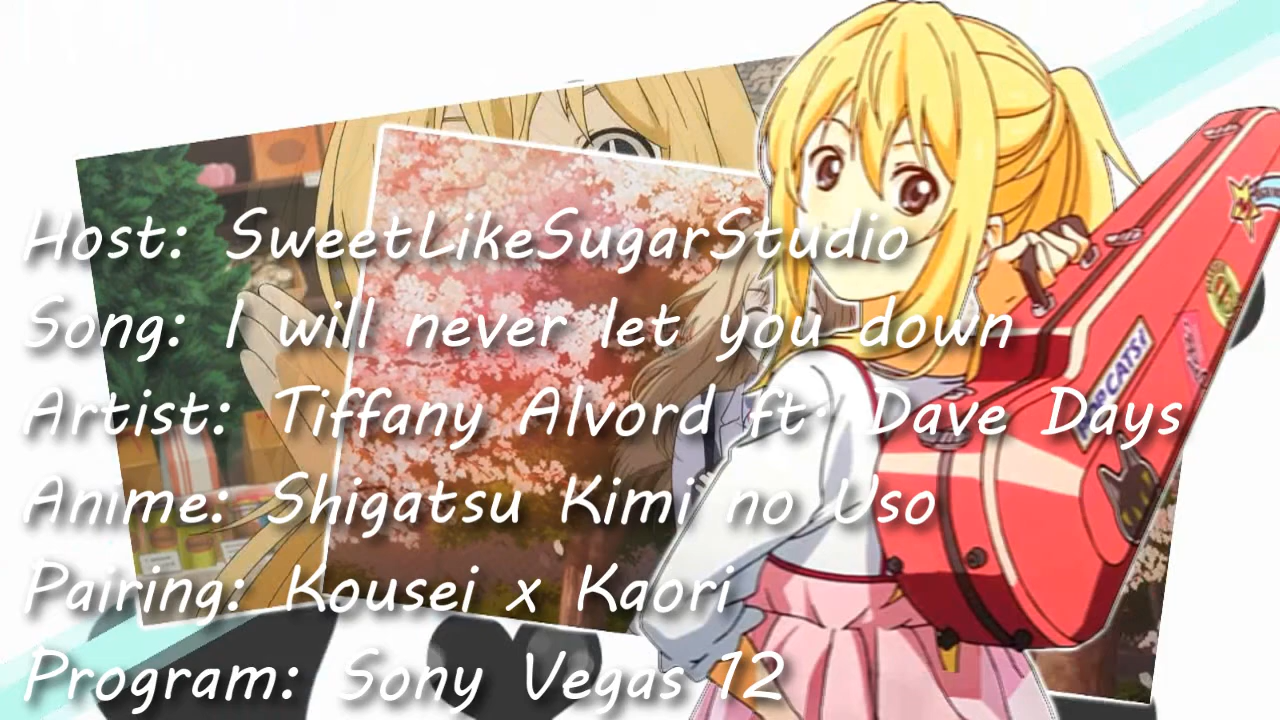 Host: SweetLikeSugarStudio
Song: I will never let you down
Artist: Tiffany Alvord ft. Dave Days
Anime: Shigatsu Kimi no Uso
Pairing: Kousei x Kaori
Program: Sony Vegas 12